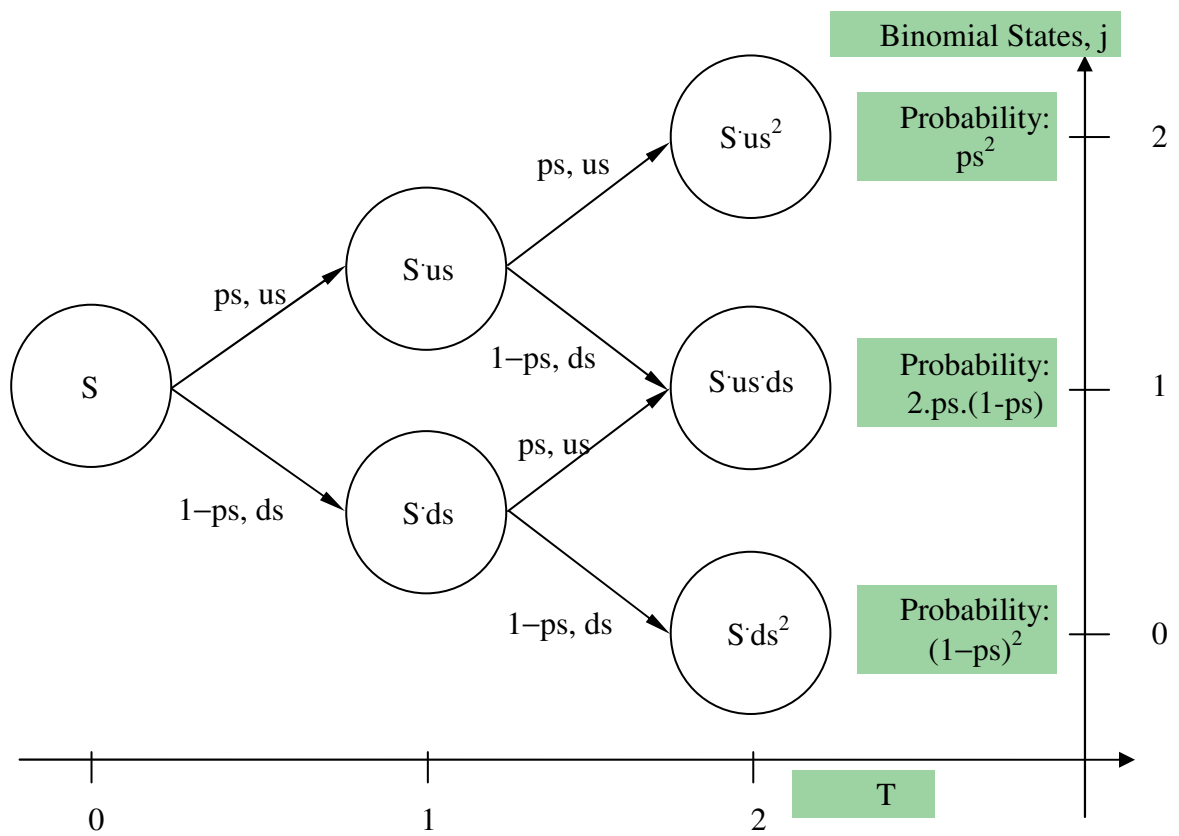 Binomial States, j
S·us²
Probability:
ps²
2
ps, us
S·us
ps, us
1−ps, ds
S
S·us·ds
Probability:
2.ps.(1-ps)
1
ps, us
1−ps, ds
S·ds
1−ps, ds
S·ds²
Probability:
(1−ps)²
0
T
0
1
2